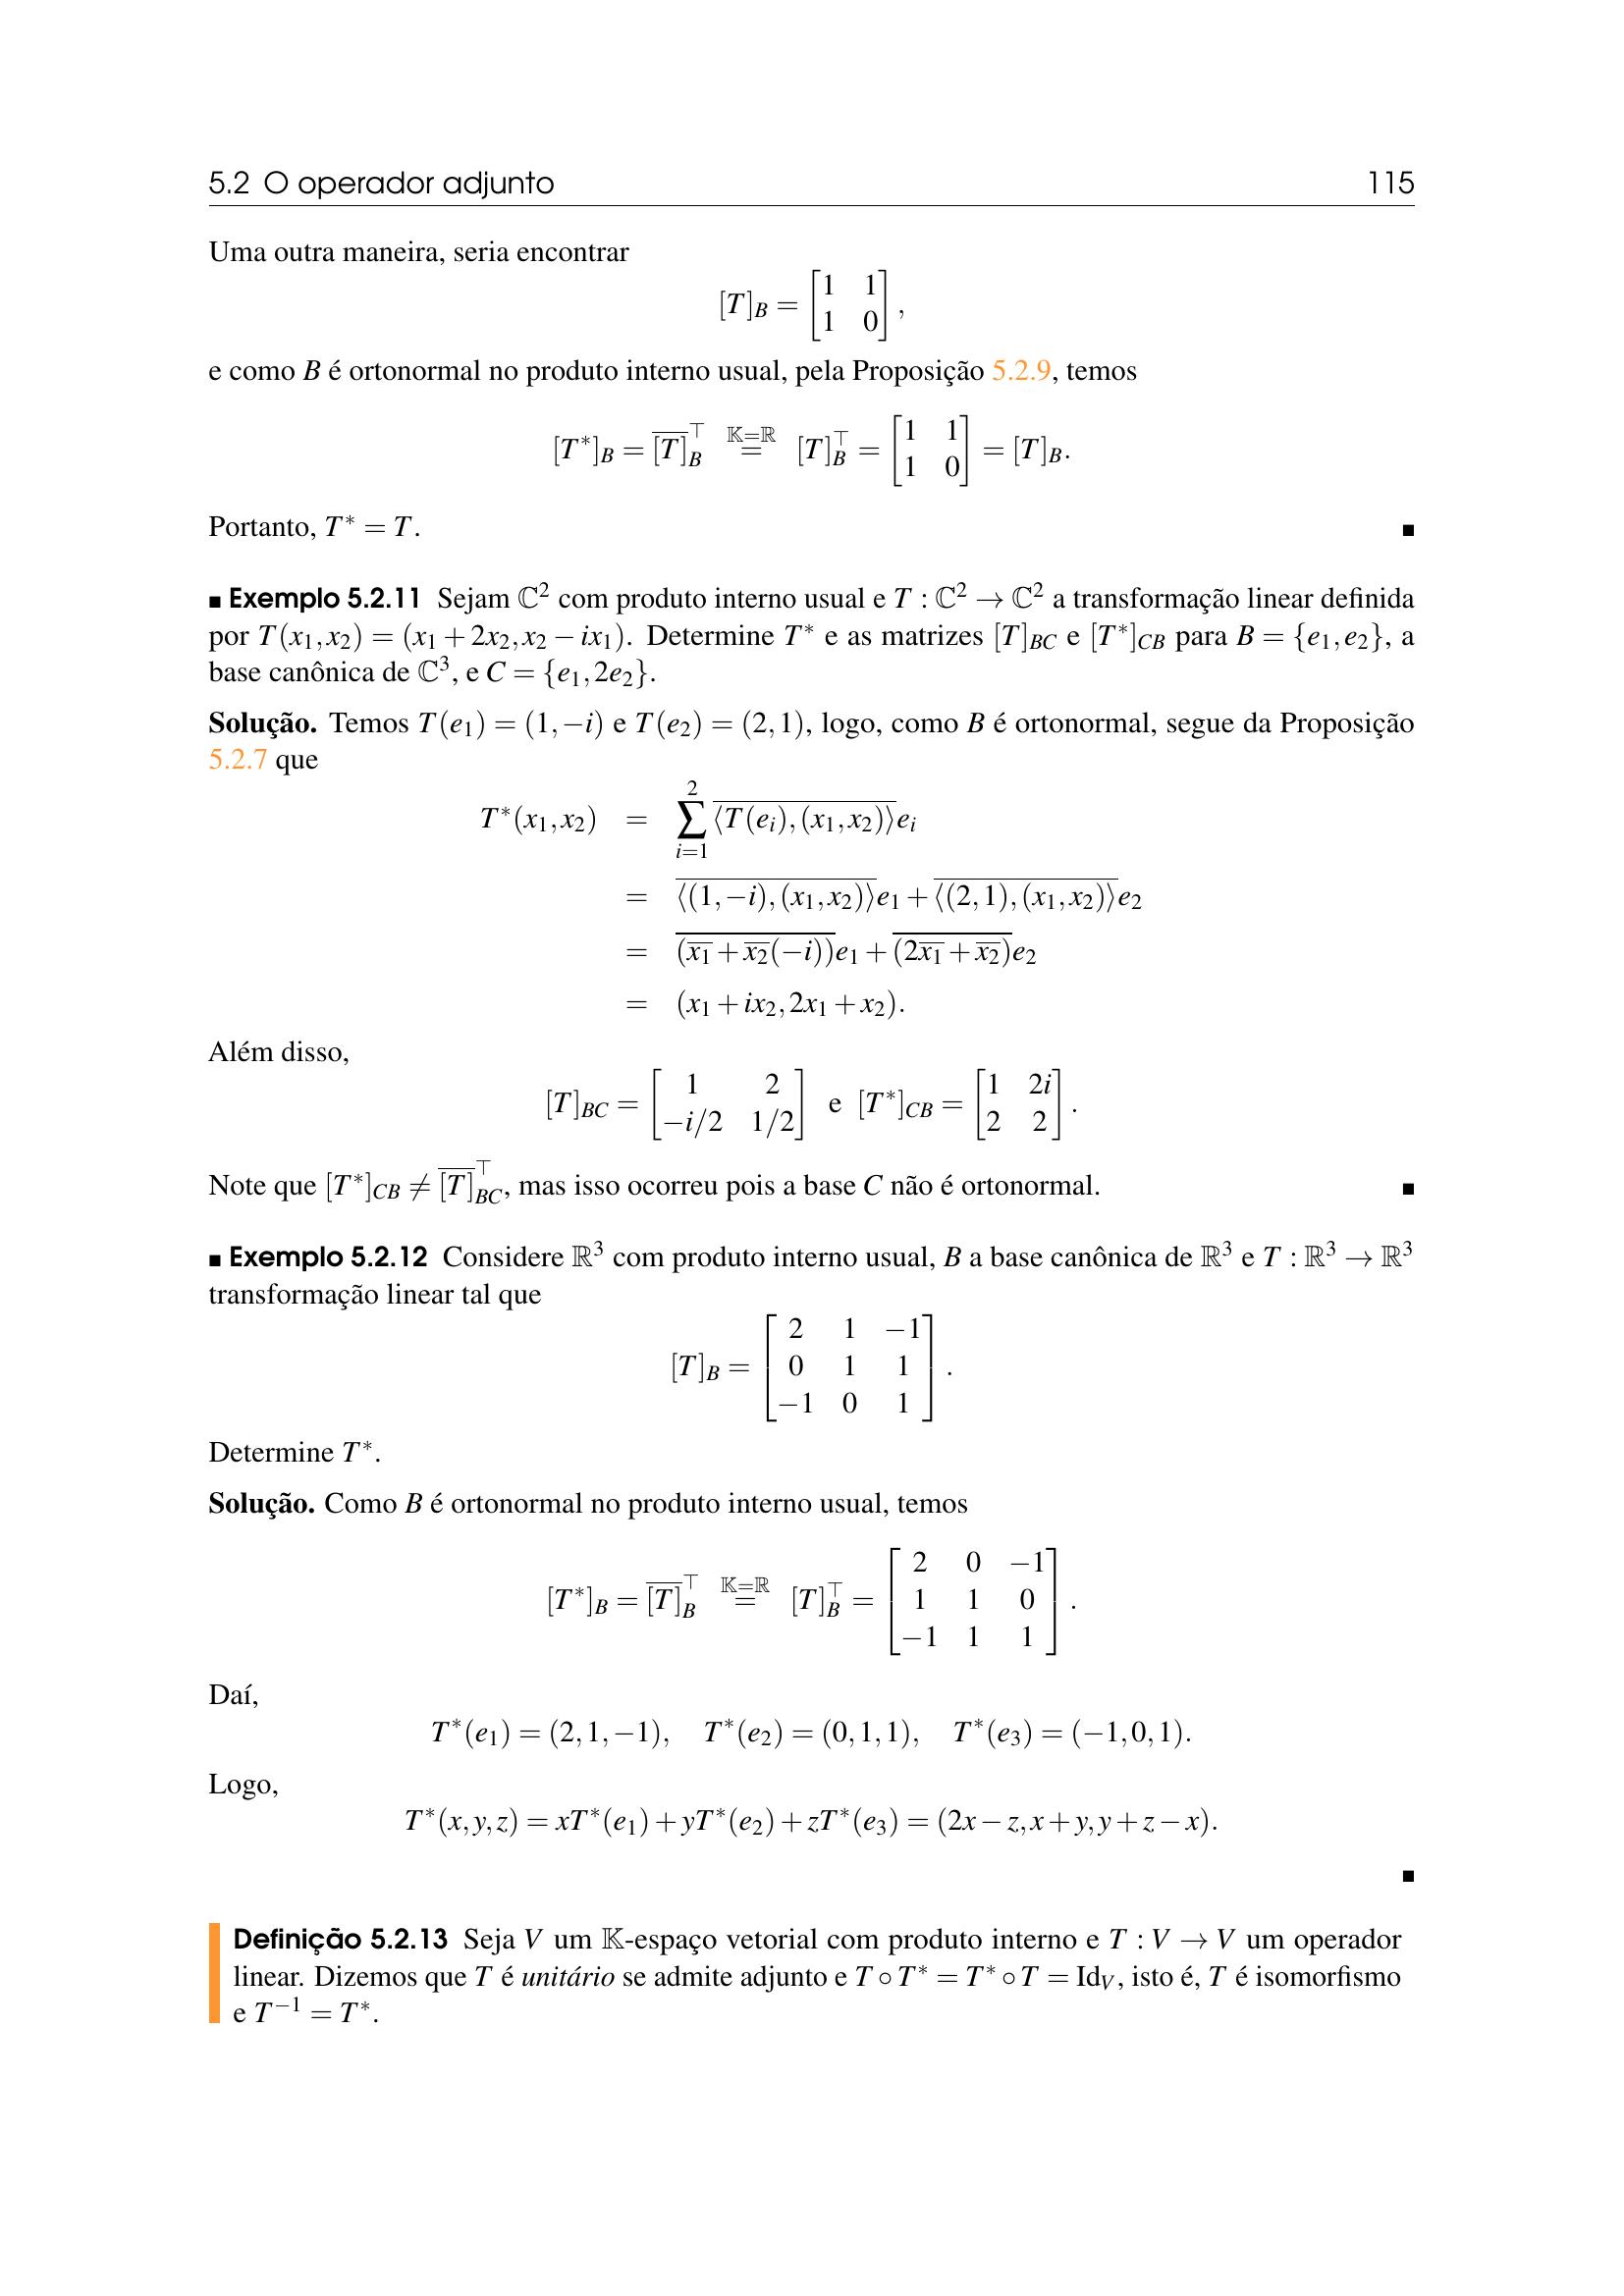 5.2 O operador adjunto 115
Uma outra maneira, seria encontrar
$[T]_B = \begin{bmatrix} 1 & 1 \\ 1 & 0 \end{bmatrix},$
e como B é ortonormal no produto interno usual, pela Proposição 5.2.9, temos
$[T^*]_B = \overline{[T]}_B^\top \overset{\mathbb{K}=\mathbb{R}}{=} [T]_B^\top = \begin{bmatrix} 1 & 1 \\ 1 & 0 \end{bmatrix} = [T]_B.$
Portanto, $T^* = T$. ■
■ Exemplo 5.2.11 Sejam $\mathbb{C}^2$ com produto interno usual e $T : \mathbb{C}^2 \to \mathbb{C}^2$ a transformação linear definida
por $T(x_1,x_2) = (x_1 + 2x_2, x_2 - ix_1)$. Determine $T^*$ e as matrizes $[T]_{BC}$ e $[T^*]_{CB}$ para $B = \{e_1,e_2\}$, a
base canônica de $\mathbb{C}^3$, e $C = \{e_1, 2e_2\}$.
Solução. Temos $T(e_1) = (1,-i)$ e $T(e_2) = (2,1)$, logo, como B é ortonormal, segue da Proposição
5.2.7 que
$T^*(x_1,x_2) = \sum_{i=1}^{2} \overline{\langle T(e_i),(x_1,x_2)\rangle} e_i$
$= \overline{\langle (1,-i),(x_1,x_2)\rangle} e_1 + \overline{\langle (2,1),(x_1,x_2)\rangle} e_2$
$= \overline{(\overline{x_1} + \overline{x_2}(-i))} e_1 + \overline{(2\overline{x_1} + \overline{x_2})} e_2$
$= (x_1 + ix_2, 2x_1 + x_2).$
Além disso,
$[T]_{BC} = \begin{bmatrix} 1 & 2 \\ -i/2 & 1/2 \end{bmatrix}$ e $[T^*]_{CB} = \begin{bmatrix} 1 & 2i \\ 2 & 2 \end{bmatrix}.$
Note que $[T^*]_{CB} \neq \overline{[T]}_{BC}^\top$, mas isso ocorreu pois a base C não é ortonormal. ■
■ Exemplo 5.2.12 Considere $\mathbb{R}^3$ com produto interno usual, B a base canônica de $\mathbb{R}^3$ e $T : \mathbb{R}^3 \to \mathbb{R}^3$
transformação linear tal que
$[T]_B = \begin{bmatrix} 2 & 1 & -1 \\ 0 & 1 & 1 \\ -1 & 0 & 1 \end{bmatrix}.$
Determine $T^*$.
Solução. Como B é ortonormal no produto interno usual, temos
$[T^*]_B = \overline{[T]}_B^\top \overset{\mathbb{K}=\mathbb{R}}{=} [T]_B^\top = \begin{bmatrix} 2 & 0 & -1 \\ 1 & 1 & 0 \\ -1 & 1 & 1 \end{bmatrix}.$
Daí,
$T^*(e_1) = (2,1,-1), \quad T^*(e_2) = (0,1,1), \quad T^*(e_3) = (-1,0,1).$
Logo,
$T^*(x,y,z) = xT^*(e_1) + yT^*(e_2) + zT^*(e_3) = (2x - z, x + y, y + z - x).$
■
Definição 5.2.13 Seja V um $\mathbb{K}$-espaço vetorial com produto interno e $T : V \to V$ um operador
linear. Dizemos que T é unitário se admite adjunto e $T \circ T^* = T^* \circ T = \mathrm{Id}_V$, isto é, T é isomorfismo
e $T^{-1} = T^*$.